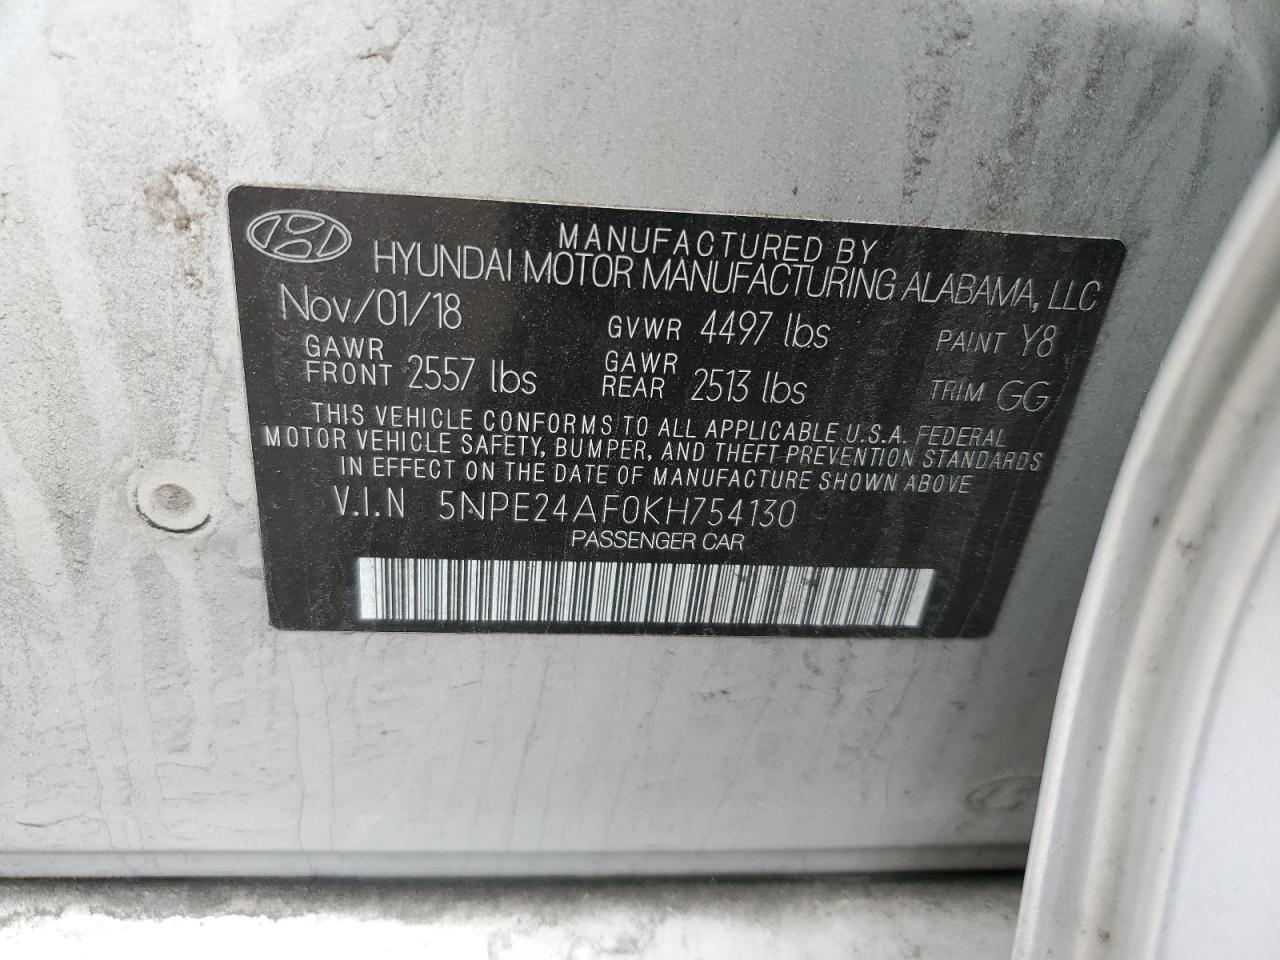 MANUFACTURED BY
HYUNDAI MOTOR MANUFACTURING ALABAMA, LLC
Nov/01/18 GVWR 4497 lbs PAINT Y8
GAWR FRONT 2557 lbs GAWR REAR 2513 lbs TRIM GG
THIS VEHICLE CONFORMS TO ALL APPLICABLE U.S.A. FEDERAL
MOTOR VEHICLE SAFETY, BUMPER, AND THEFT PREVENTION STANDARDS
IN EFFECT ON THE DATE OF MANUFACTURE SHOWN ABOVE
V.I.N 5NPE24AF0KH754130
PASSENGER CAR